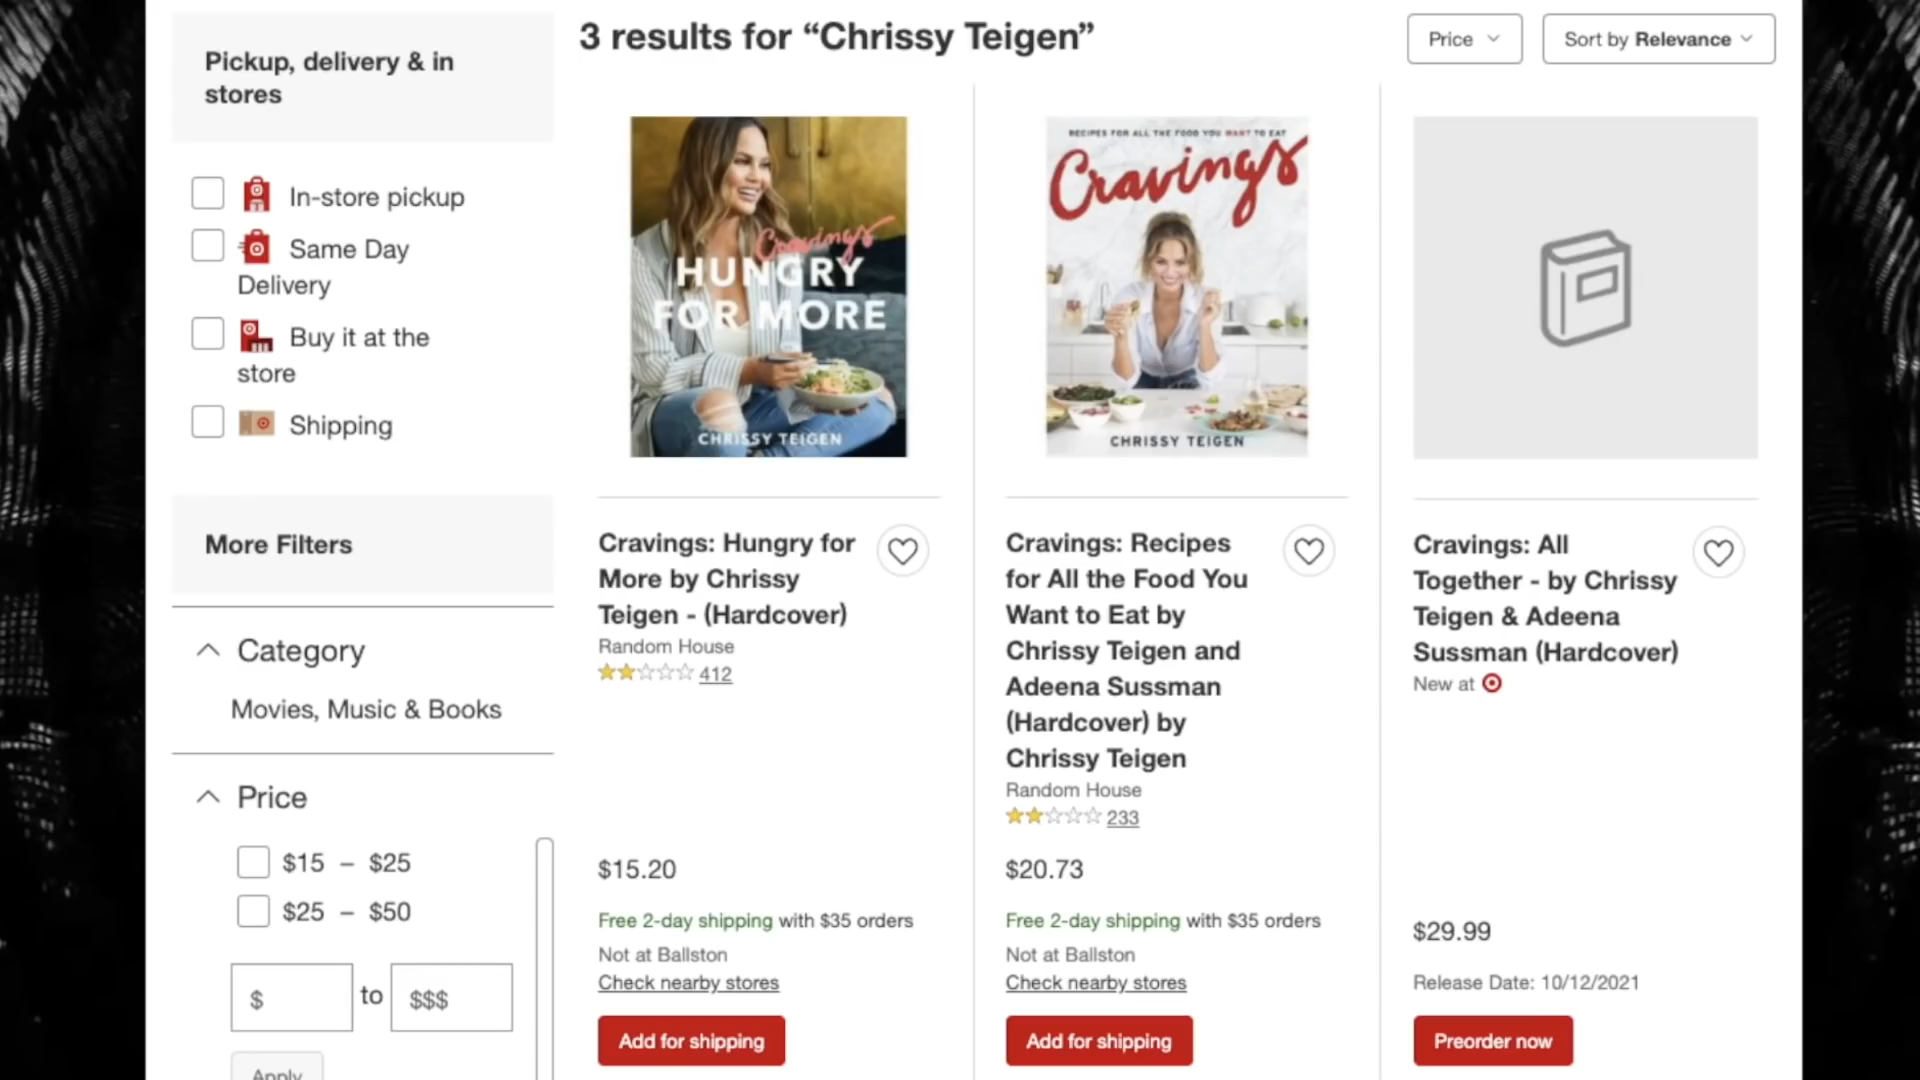 Pickup, delivery & in
stores
In-store pickup
Same Day
Delivery
Buy it at the
store
Shipping
More Filters
Category
Movies, Music & Books
Price
$15 – $25
$25 – $50
$ to $$$
Apply
3 results for “Chrissy Teigen”
Price
Sort by Relevance
Cravings
HUNGRY
FOR MORE
CHRISSY TEIGEN
Cravings: Hungry for
More by Chrissy
Teigen - (Hardcover)
Random House
412
$15.20
Free 2-day shipping with $35 orders
Not at Ballston
Check nearby stores
Add for shipping
RECIPES FOR ALL THE FOOD YOU WANT TO EAT
Cravings
CHRISSY TEIGEN
Cravings: Recipes
for All the Food You
Want to Eat by
Chrissy Teigen and
Adeena Sussman
(Hardcover) by
Chrissy Teigen
Random House
233
$20.73
Free 2-day shipping with $35 orders
Not at Ballston
Check nearby stores
Add for shipping
Cravings: All
Together - by Chrissy
Teigen & Adeena
Sussman (Hardcover)
New at
$29.99
Release Date: 10/12/2021
Preorder now